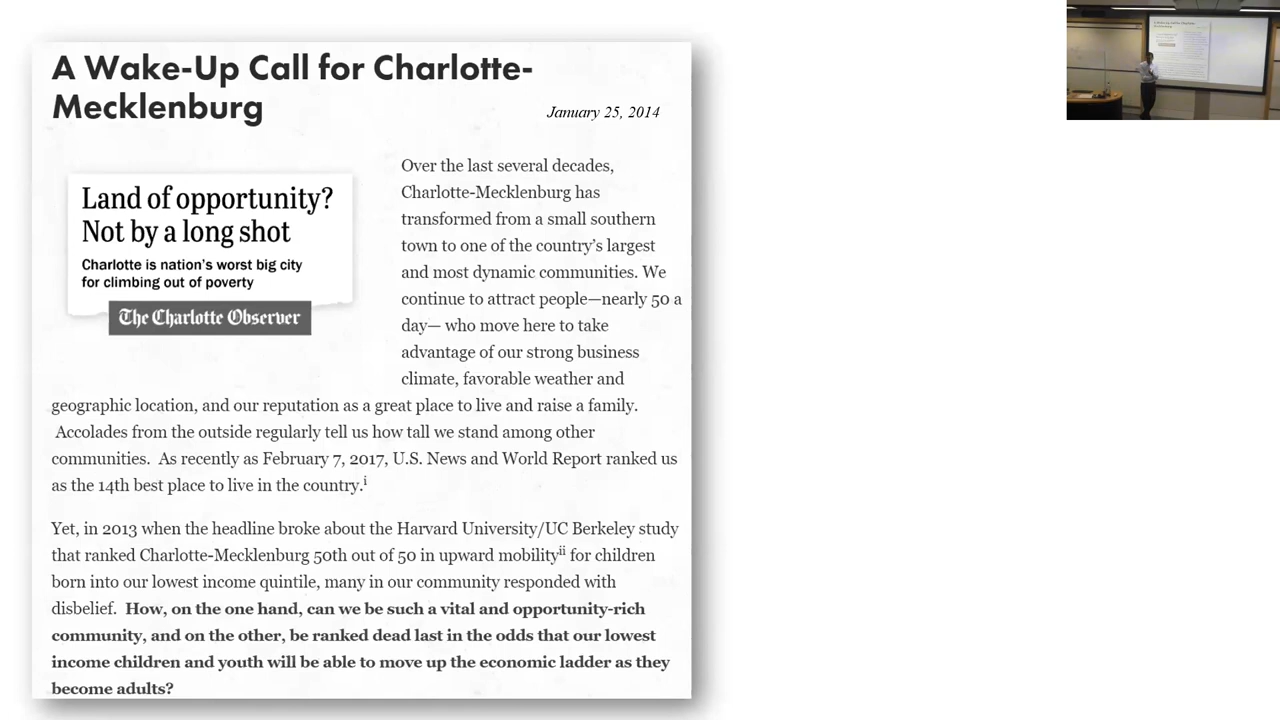 A Wake-Up Call for Charlotte-
Mecklenburg
January 25, 2014
Land of opportunity?
Not by a long shot
Charlotte is nation's worst big city
for climbing out of poverty
The Charlotte Observer
Over the last several decades,
Charlotte-Mecklenburg has
transformed from a small southern
town to one of the country's largest
and most dynamic communities. We
continue to attract people—nearly 50 a
day— who move here to take
advantage of our strong business
climate, favorable weather and
geographic location, and our reputation as a great place to live and raise a family.
Accolades from the outside regularly tell us how tall we stand among other
communities. As recently as February 7, 2017, U.S. News and World Report ranked us
as the 14th best place to live in the country.i
Yet, in 2013 when the headline broke about the Harvard University/UC Berkeley study
that ranked Charlotte-Mecklenburg 50th out of 50 in upward mobilityii for children
born into our lowest income quintile, many in our community responded with
disbelief. How, on the one hand, can we be such a vital and opportunity-rich
community, and on the other, be ranked dead last in the odds that our lowest
income children and youth will be able to move up the economic ladder as they
become adults?